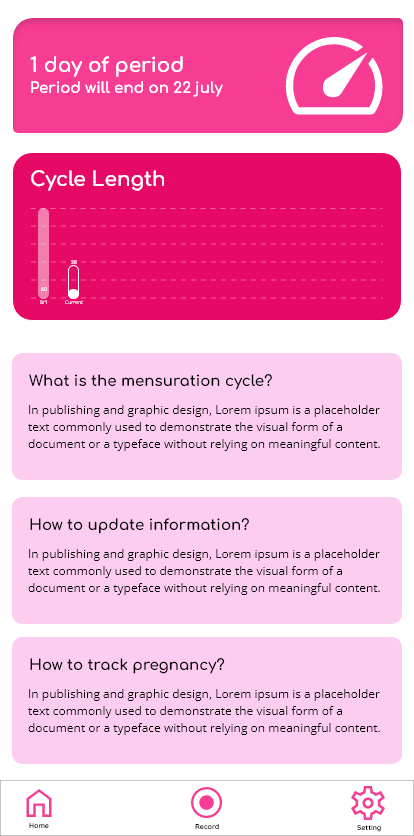 1 day of period
Period will end on 22 july
Cycle Length
28
40
8/1
Current
What is the mensuration cycle?
In publishing and graphic design, Lorem ipsum is a placeholder
text commonly used to demonstrate the visual form of a
document or a typeface without relying on meaningful content.
How to update information?
In publishing and graphic design, Lorem ipsum is a placeholder
text commonly used to demonstrate the visual form of a
document or a typeface without relying on meaningful content.
How to track pregnancy?
In publishing and graphic design, Lorem ipsum is a placeholder
text commonly used to demonstrate the visual form of a
document or a typeface without relying on meaningful content.
Home
Record
Setting